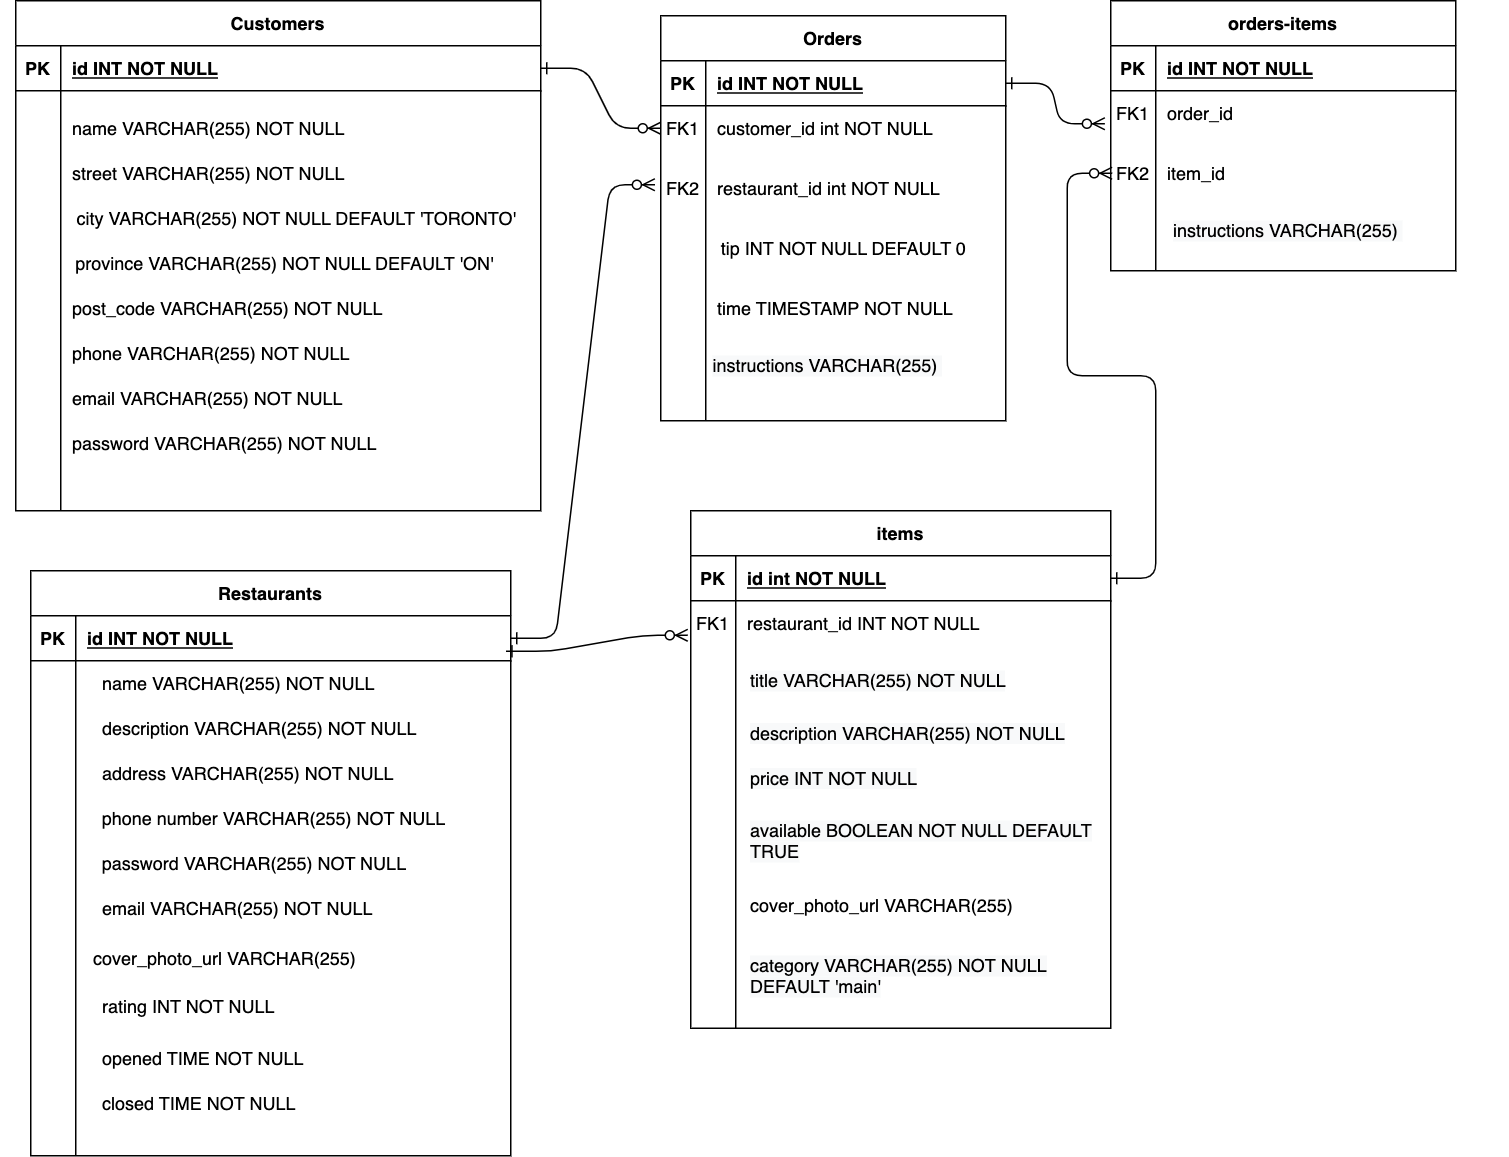 Customers
PK
id INT NOT NULL
name VARCHAR(255) NOT NULL
street VARCHAR(255) NOT NULL
city VARCHAR(255) NOT NULL DEFAULT 'TORONTO'
province VARCHAR(255) NOT NULL DEFAULT 'ON'
post_code VARCHAR(255) NOT NULL
phone VARCHAR(255) NOT NULL
email VARCHAR(255) NOT NULL
password VARCHAR(255) NOT NULL
Orders
PK
id INT NOT NULL
FK1
customer_id int NOT NULL
FK2
restaurant_id int NOT NULL
tip INT NOT NULL DEFAULT 0
time TIMESTAMP NOT NULL
instructions VARCHAR(255)
orders-items
PK
id INT NOT NULL
FK1
order_id
FK2
item_id
instructions VARCHAR(255)
Restaurants
PK
id INT NOT NULL
name VARCHAR(255) NOT NULL
description VARCHAR(255) NOT NULL
address VARCHAR(255) NOT NULL
phone number VARCHAR(255) NOT NULL
password VARCHAR(255) NOT NULL
email VARCHAR(255) NOT NULL
cover_photo_url VARCHAR(255)
rating INT NOT NULL
opened TIME NOT NULL
closed TIME NOT NULL
items
PK
id int NOT NULL
FK1
restaurant_id INT NOT NULL
title VARCHAR(255) NOT NULL
description VARCHAR(255) NOT NULL
price INT NOT NULL
available BOOLEAN NOT NULL DEFAULT
TRUE
cover_photo_url VARCHAR(255)
category VARCHAR(255) NOT NULL
DEFAULT 'main'